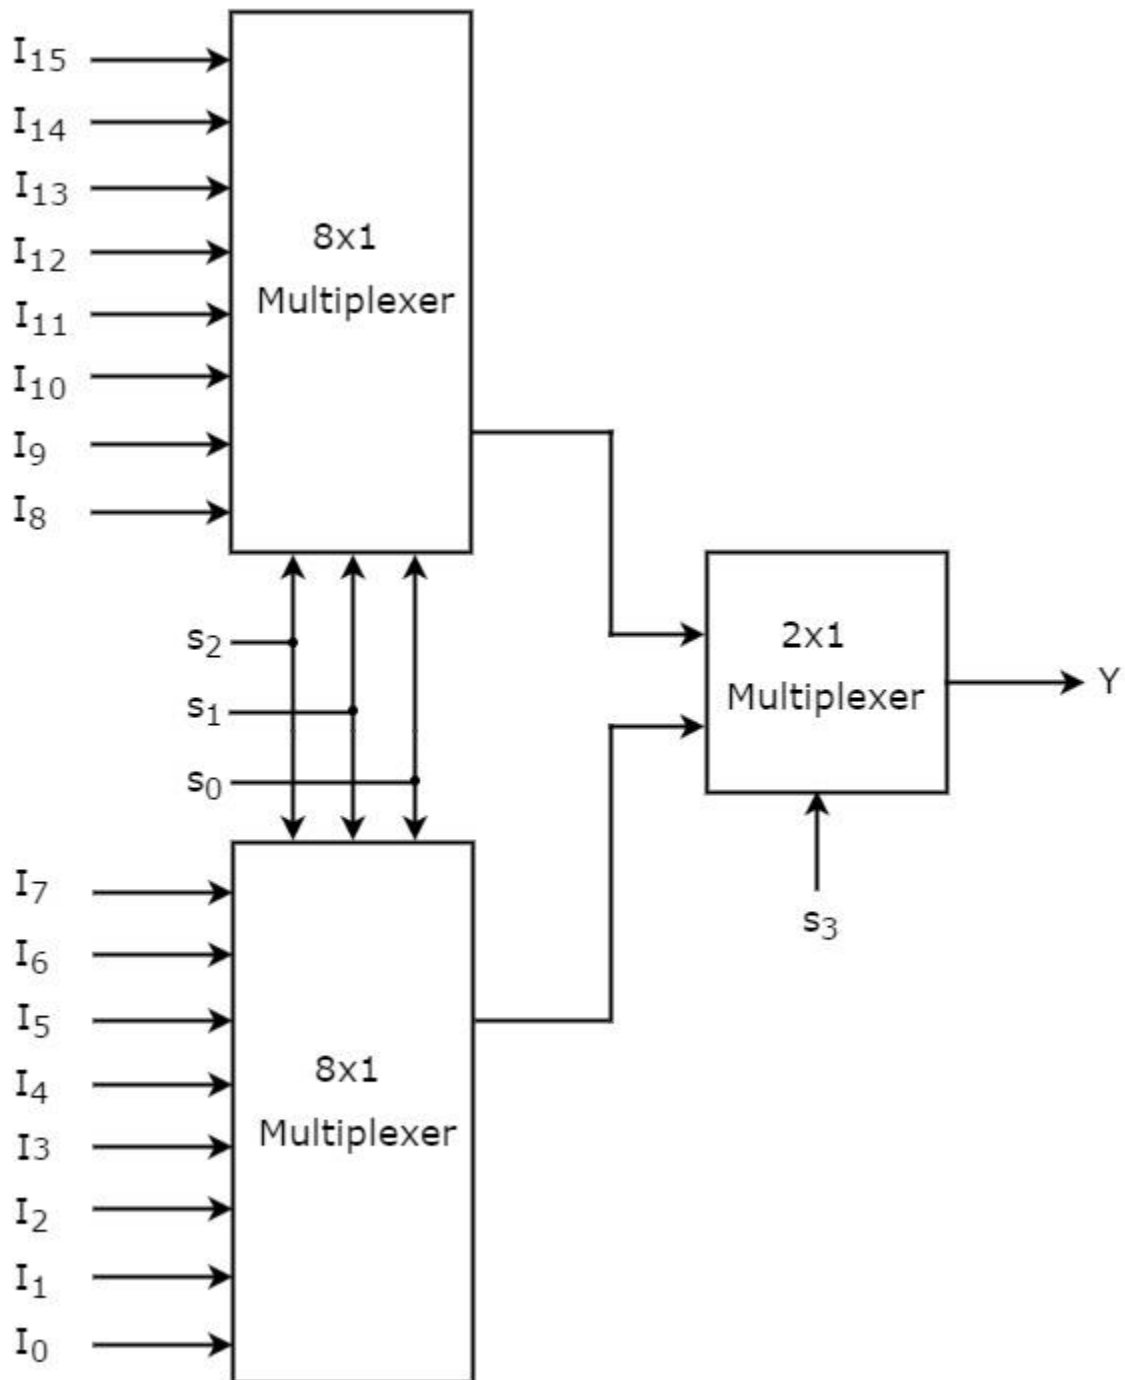 I₁₅
I₁₄
I₁₃
I₁₂
8x1
Multiplexer
I₁₁
I₁₀
I₉
I₈
s₂
s₁
s₀
2x1
Multiplexer
Y
s₃
I₇
I₆
I₅
I₄
8x1
Multiplexer
I3
I₂
I₁
I₀